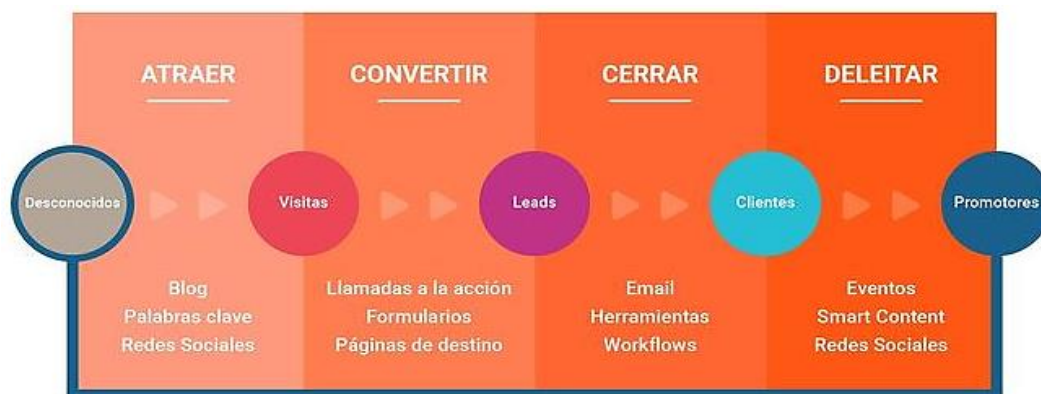 ATRAER
CONVERTIR
CERRAR
DELEITAR
Desconocidos
Visitas
Leads
Clientes
Promotores
Blog
Palabras clave
Redes Sociales
Llamadas a la acción
Formularios
Páginas de destino
Email
Herramientas
Workflows
Eventos
Smart Content
Redes Sociales